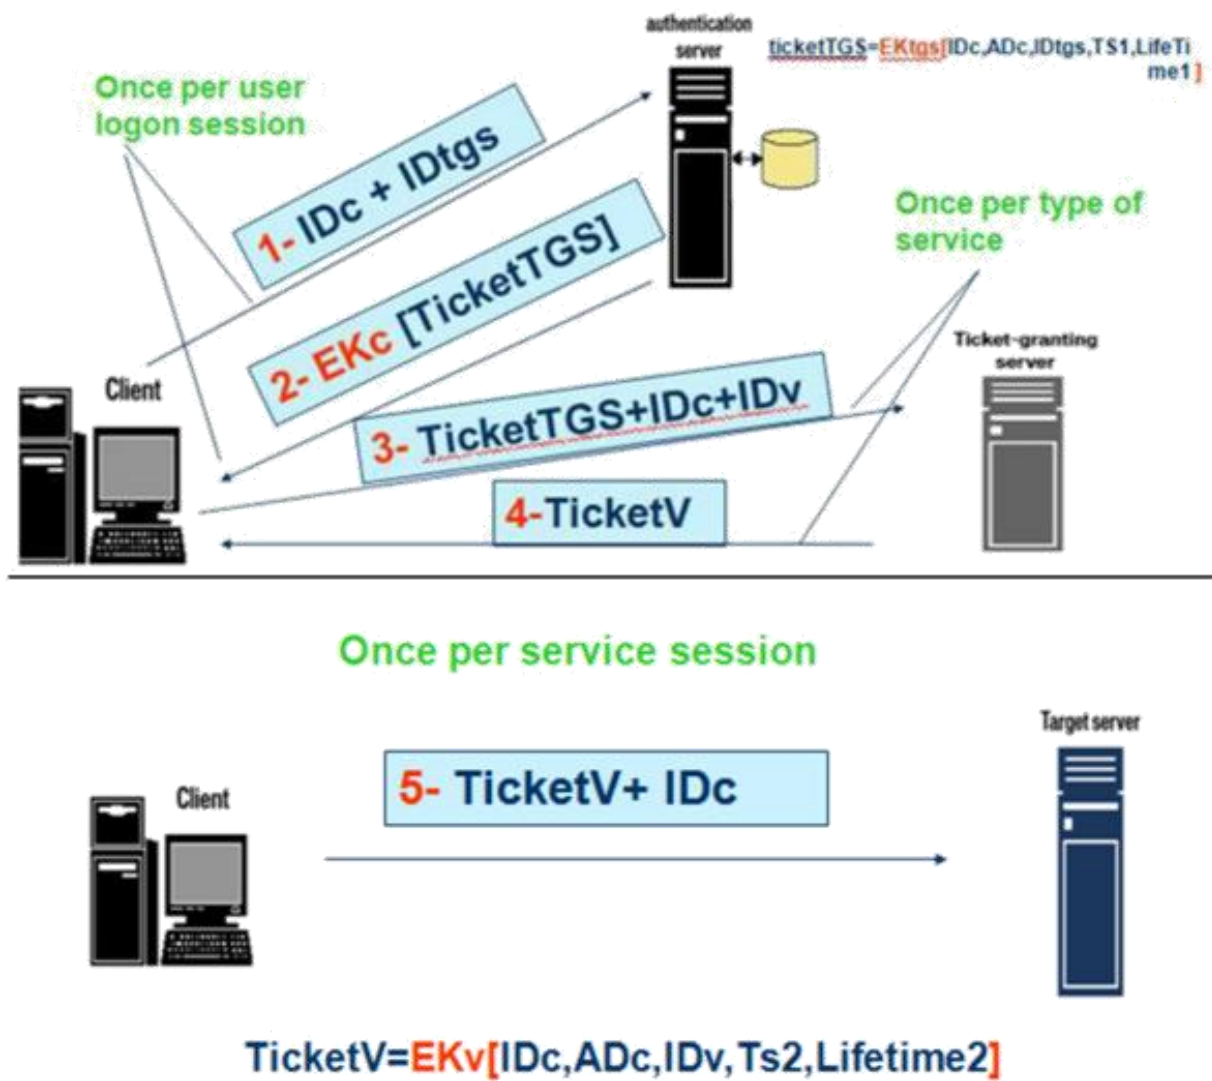 authentication
server
ticketTGS=EKtgs[IDc,ADc,IDtgs,TS1,LifeTi
me1]
Once per user
logon session
1- IDc + IDtgs
2- EKc [TicketTGS]
Once per type of
service
Ticket-granting
server
Client
3- TicketTGS+IDc+IDv
4-TicketV
Once per service session
Target server
Client
5- TicketV+ IDc
TicketV=EKv[IDc,ADc,IDv,Ts2,Lifetime2]